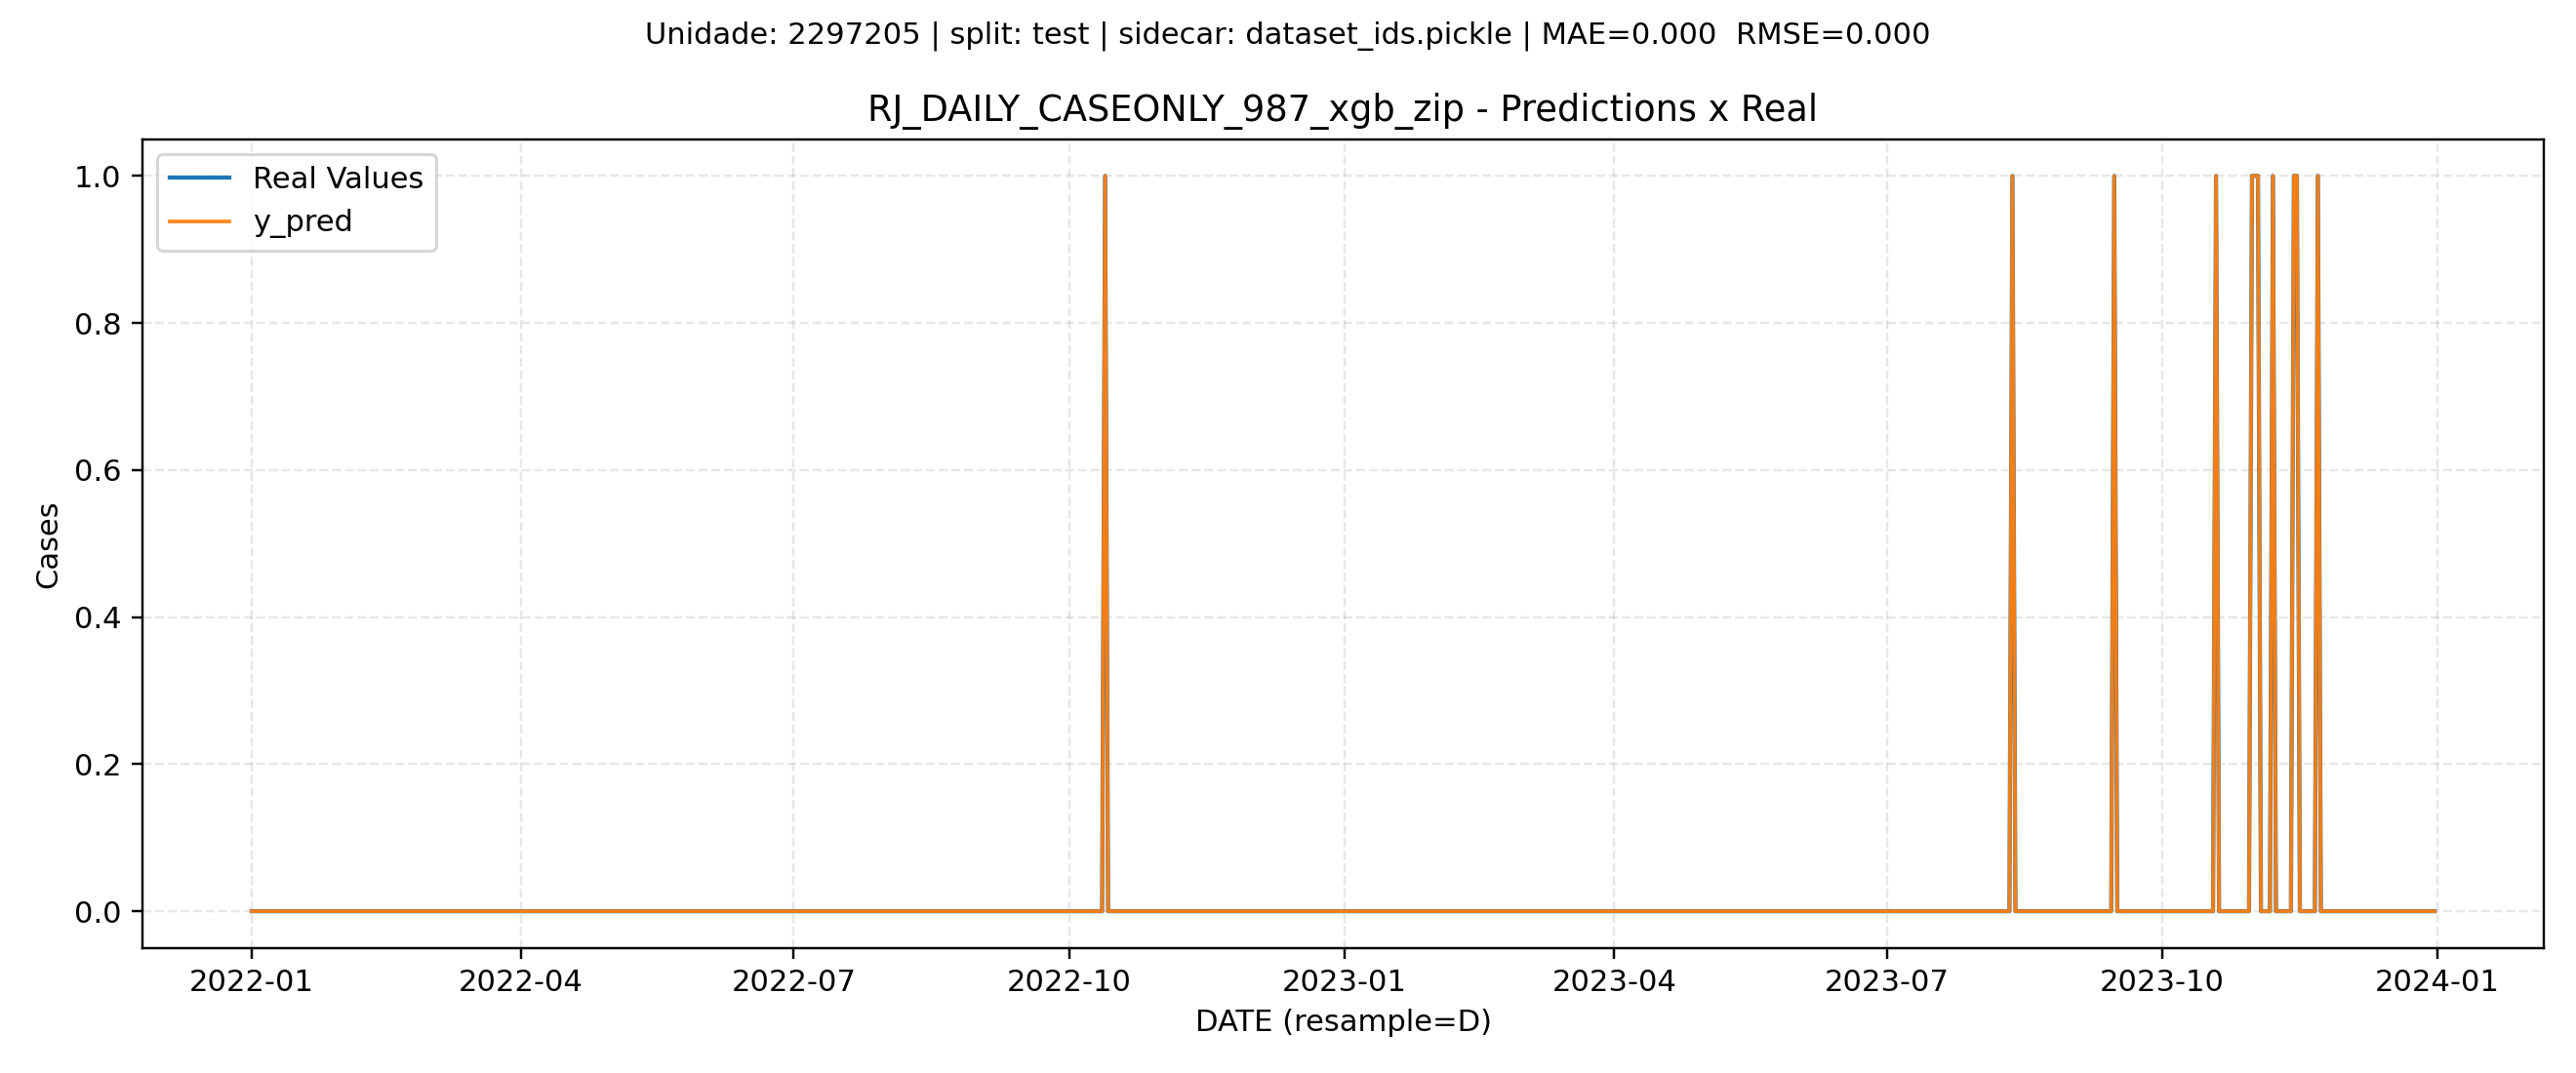 Unidade: 2297205 | split: test | sidecar: dataset_ids.pickle | MAE=0.000  RMSE=0.000
RJ_DAILY_CASEONLY_987_xgb_zip - Predictions x Real
Real Values
y_pred
1.0
0.8
0.6
0.4
0.2
0.0
Cases
2022-01 2022-04 2022-07 2022-10 2023-01 2023-04 2023-07 2023-10 2024-01
DATE (resample=D)